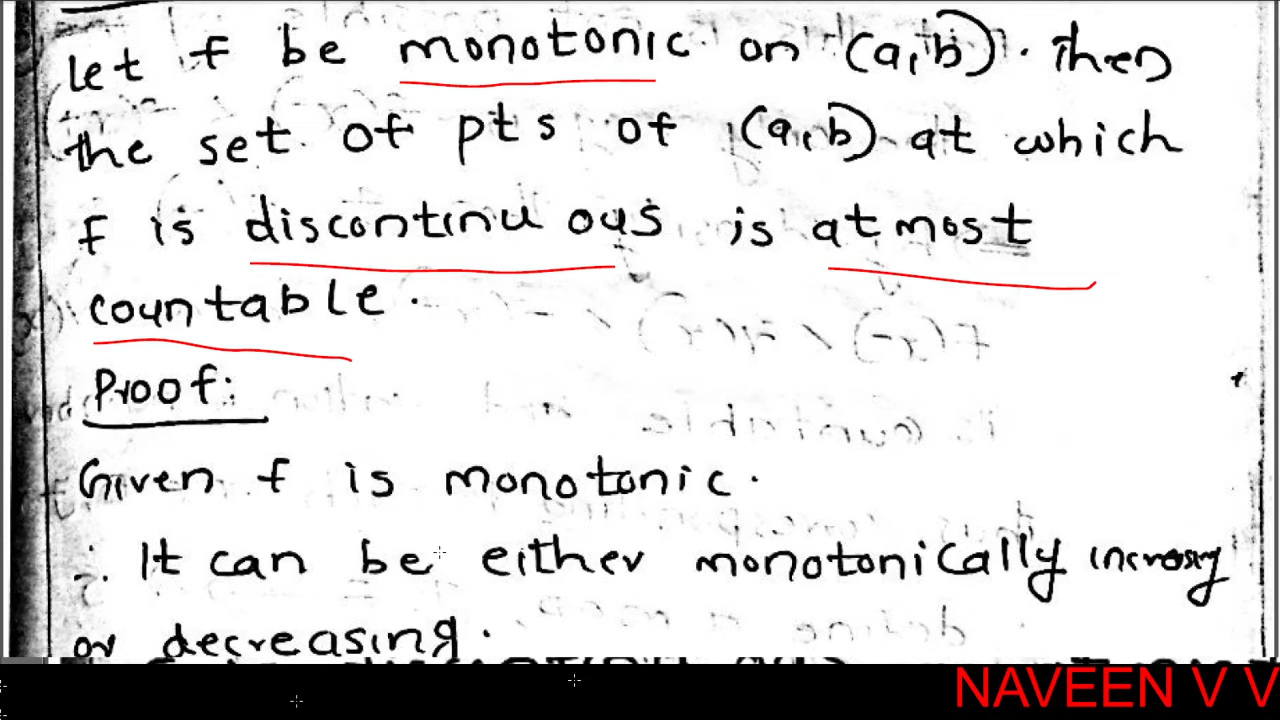 Let f be monotonic on (a,b). Then
the set of pts of (a,b) at which
f is discontinuous is atmost
countable.
Proof:
Given f is monotonic.
∴ It can be either monotonically increasing
or decreasing.
NAVEEN V V